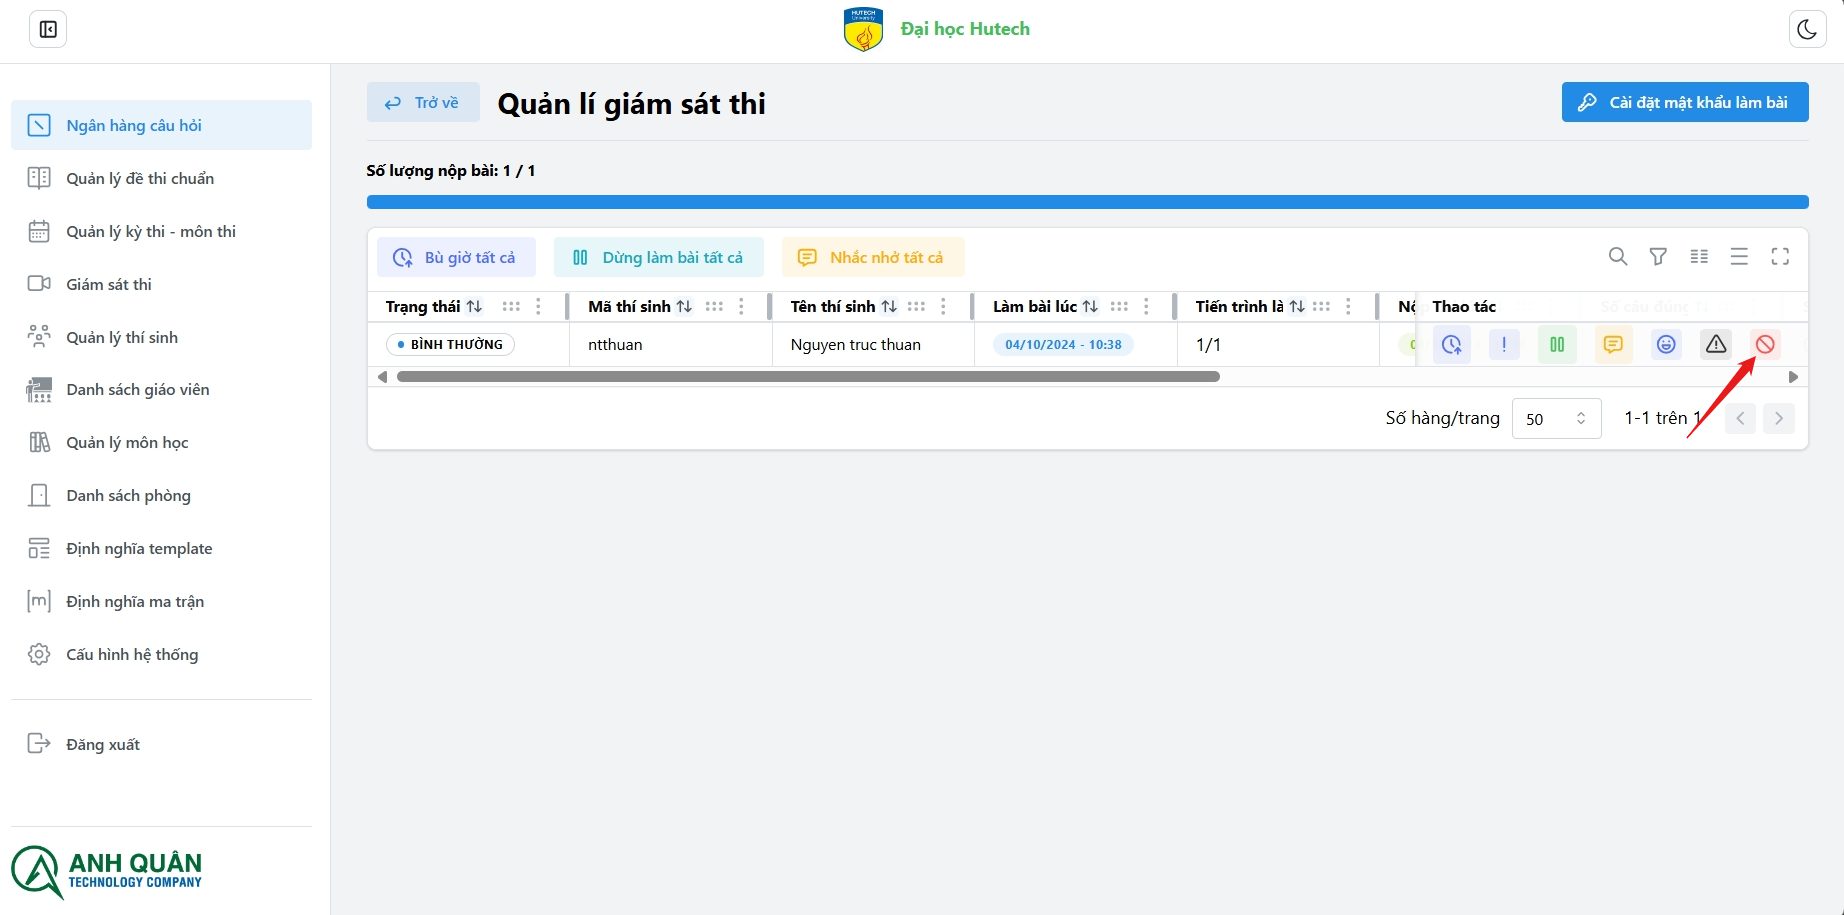 HUTECH
University
Đại học Hutech
Ngân hàng câu hỏi
Quản lý đề thi chuẩn
Quản lý kỳ thi - môn thi
Giám sát thi
Quản lý thí sinh
Danh sách giáo viên
Quản lý môn học
Danh sách phòng
Định nghĩa template
Định nghĩa ma trận
Cấu hình hệ thống
Đăng xuất
ANH QUÂN
TECHNOLOGY COMPANY
Trở về
Quản lí giám sát thi
Cài đặt mật khẩu làm bài
Số lượng nộp bài: 1 / 1
Bù giờ tất cả
Dừng làm bài tất cả
Nhắc nhở tất cả
Trạng thái Mã thí sinh Tên thí sinh Làm bài lúc Tiến trình là Nộ Thao tác Số câu đúng
BÌNH THƯỜNG ntthuan Nguyen truc thuan 04/10/2024 - 10:38 1/1
Số hàng/trang 50 1-1 trên 1